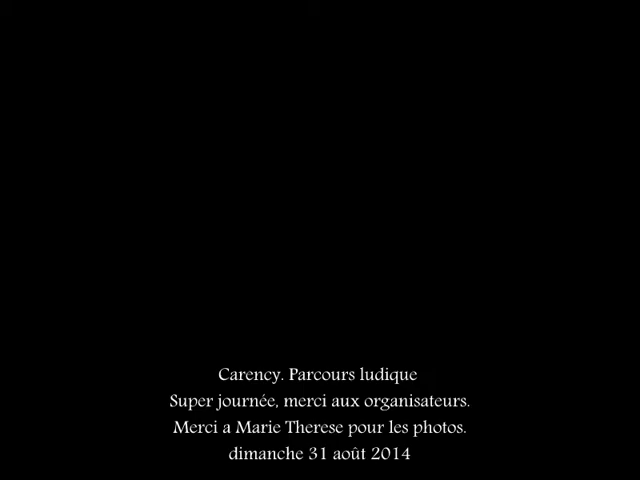 Carency. Parcours ludique
Super journée, merci aux organisateurs.
Merci a Marie Therese pour les photos.
dimanche 31 août 2014